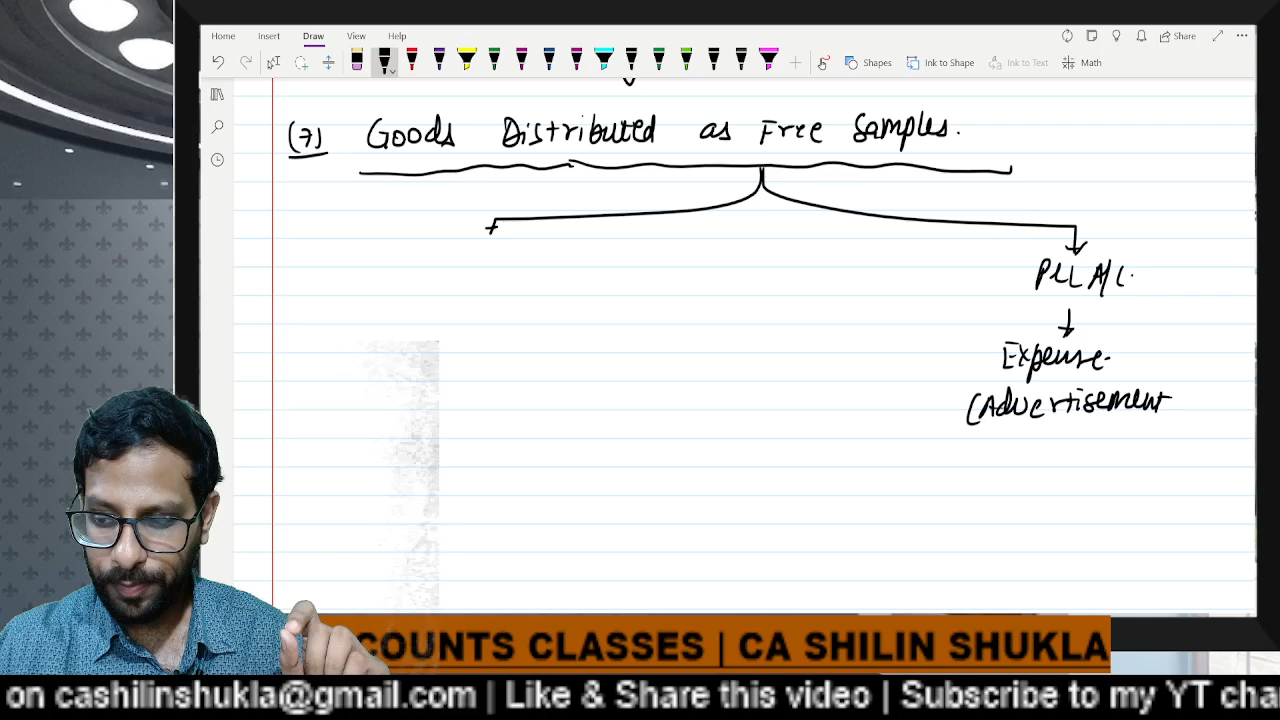 Home Insert Draw View Help
Share
Shapes Ink to Shape Ink to Text Math
(7) Goods Distributed as Free Samples.
P&L A/c.
Expense
(Advertisement
COUNTS CLASSES | CA SHILIN SHUKLA
on cashilinshukla@gmail.com | Like & Share this video | Subscribe to my YT cha